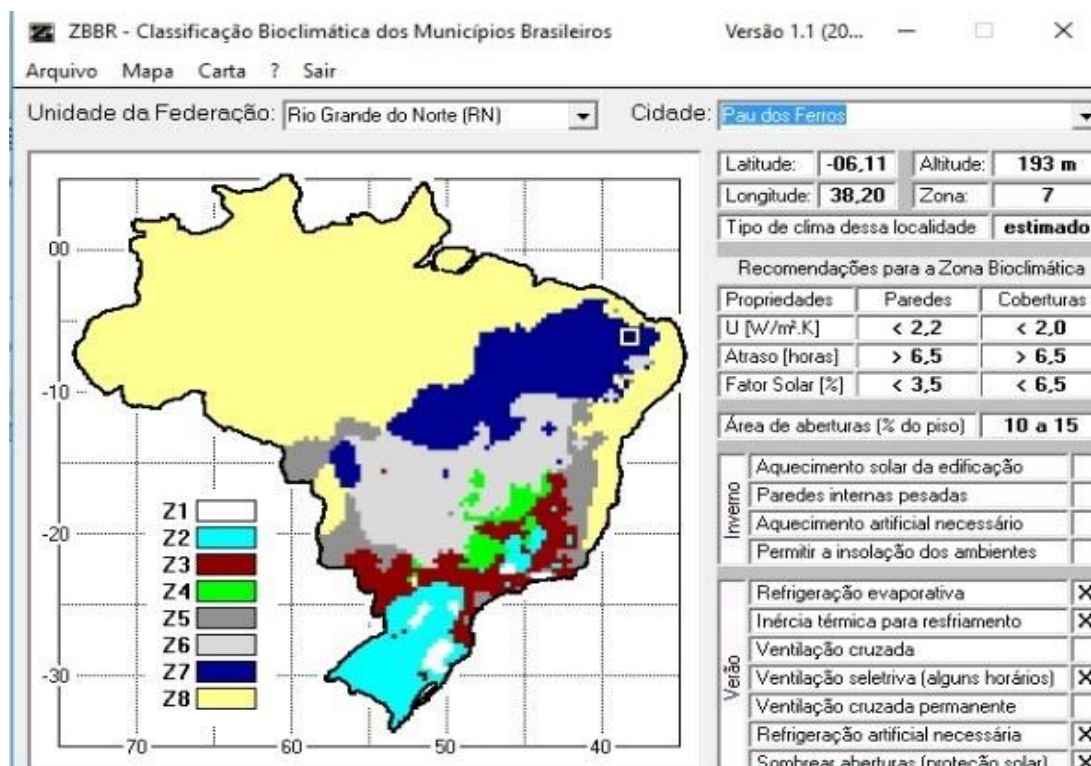 ZBBR - Classificação Bioclimática dos Municípios Brasileiros Versão 1.1 (20...
Arquivo Mapa Carta ? Sair
Unidade da Federação: Rio Grande do Norte (RN) Cidade: Pau dos Ferros
Latitude: -06,11 Altitude: 193 m
Longitude: 38,20 Zona: 7
Tipo de clima dessa localidade estimado
Recomendações para a Zona Bioclimática
Propriedades Paredes Coberturas
U [W/m².K] < 2,2 < 2,0
Atraso [horas] > 6,5 > 6,5
Fator Solar [%] < 3,5 < 6,5
Área de aberturas (% do piso) 10 a 15
Inverno
Aquecimento solar da edificação
Paredes internas pesadas
Aquecimento artificial necessário
Permitir a insolação dos ambientes
Verão
Refrigeração evaporativa X
Inércia térmica para resfriamento X
Ventilação cruzada
Ventilação seletriva (alguns horários) X
Ventilação cruzada permanente
Refrigeração artificial necessária X
Sombrear aberturas (proteção solar) X
00
-10
-20
-30
Z1
Z2
Z3
Z4
Z5
Z6
Z7
Z8
70 60 50 40